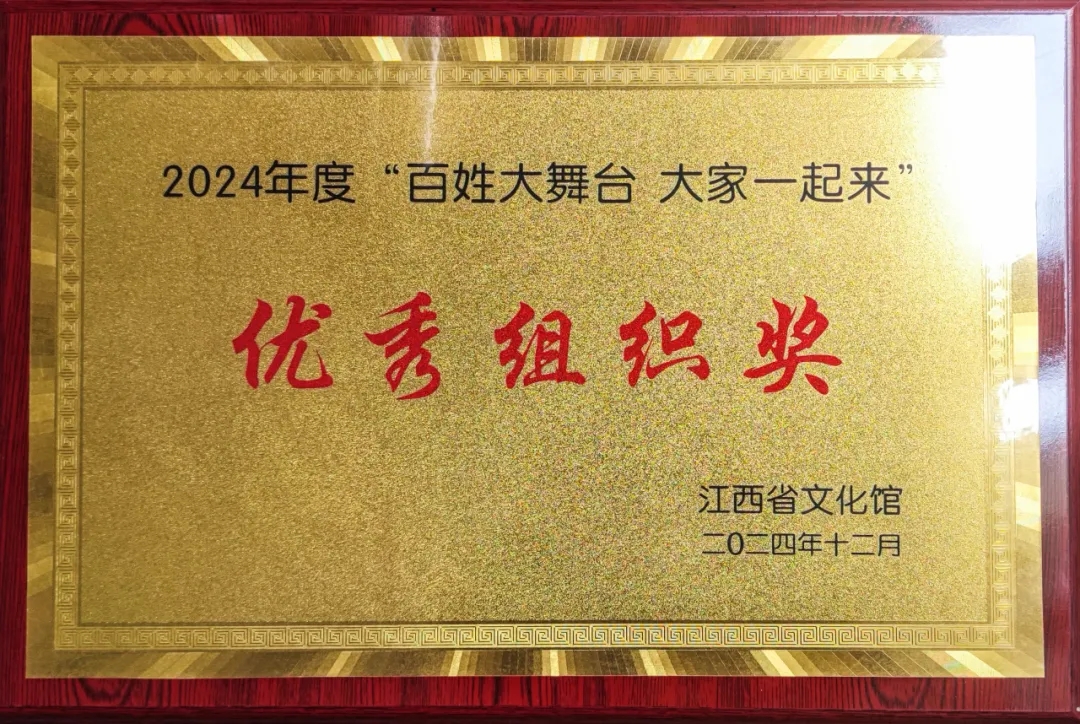 2024年度“百姓大舞台 大家一起来”
优秀组织奖
江西省文化馆
二0二四年十二月